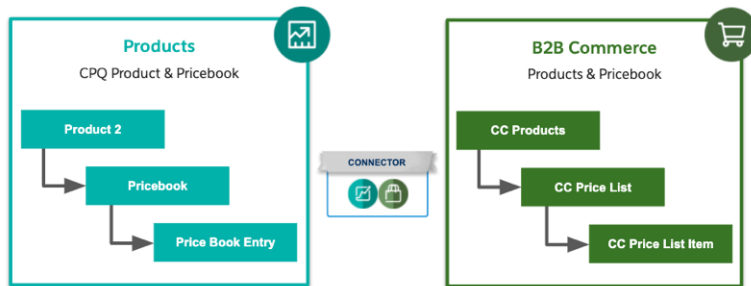 Products
CPQ Product & Pricebook
Product 2
Pricebook
Price Book Entry
CONNECTOR
B2B Commerce
Products & Pricebook
CC Products
CC Price List
CC Price List Item